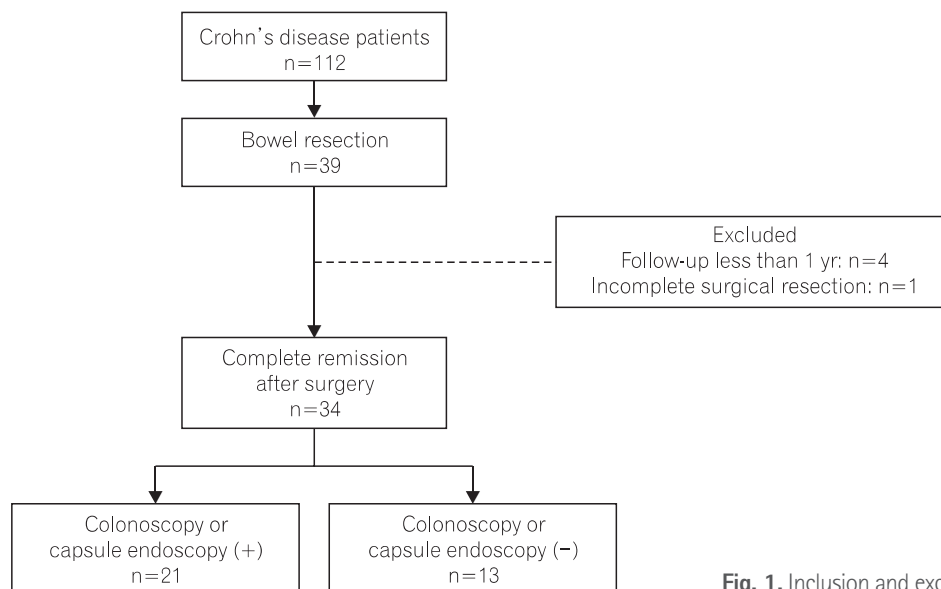 Crohn's disease patients
n=112
Bowel resection
n=39
Excluded
Follow-up less than 1 yr: n=4
Incomplete surgical resection: n=1
Complete remission
after surgery
n=34
Colonoscopy or
capsule endoscopy (+)
n=21
Colonoscopy or
capsule endoscopy (−)
n=13
Fig. 1. Inclusion and exc